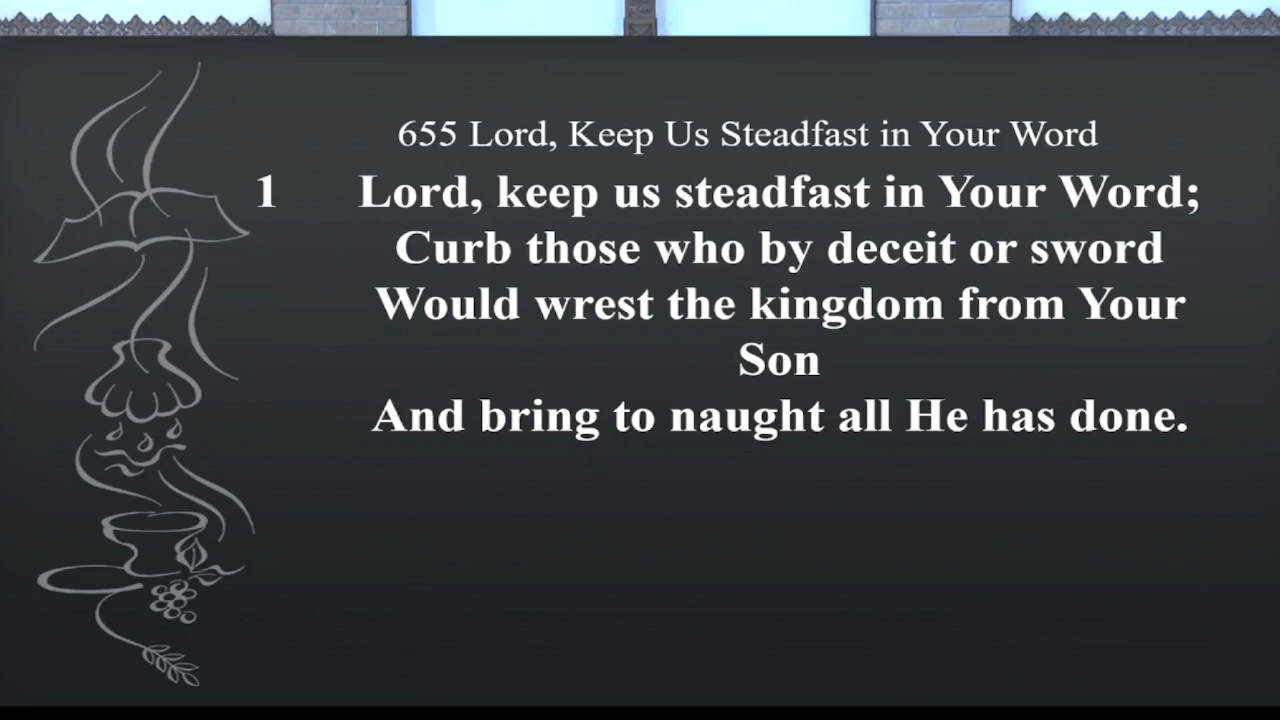 655 Lord, Keep Us Steadfast in Your Word
1 Lord, keep us steadfast in Your Word;
Curb those who by deceit or sword
Would wrest the kingdom from Your
Son
And bring to naught all He has done.